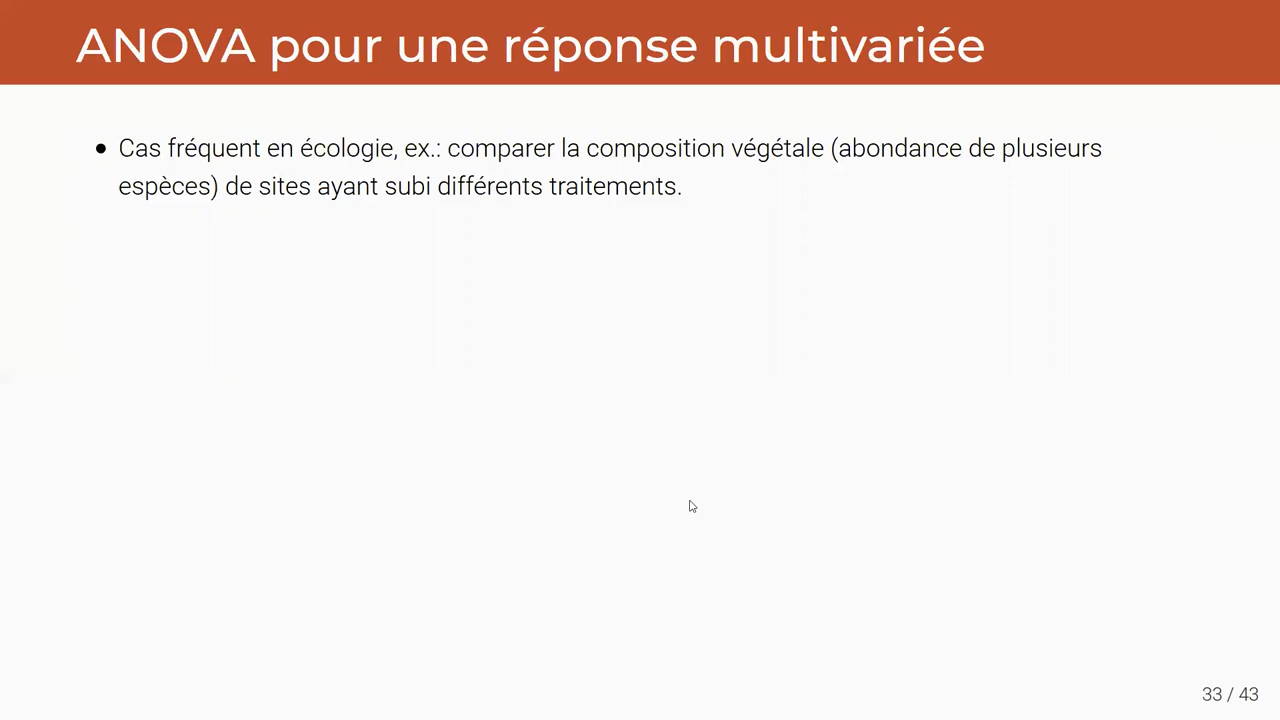 ANOVA pour une réponse multivariée
● Cas fréquent en écologie, ex.: comparer la composition végétale (abondance de plusieurs
espèces) de sites ayant subi différents traitements.
33 / 43